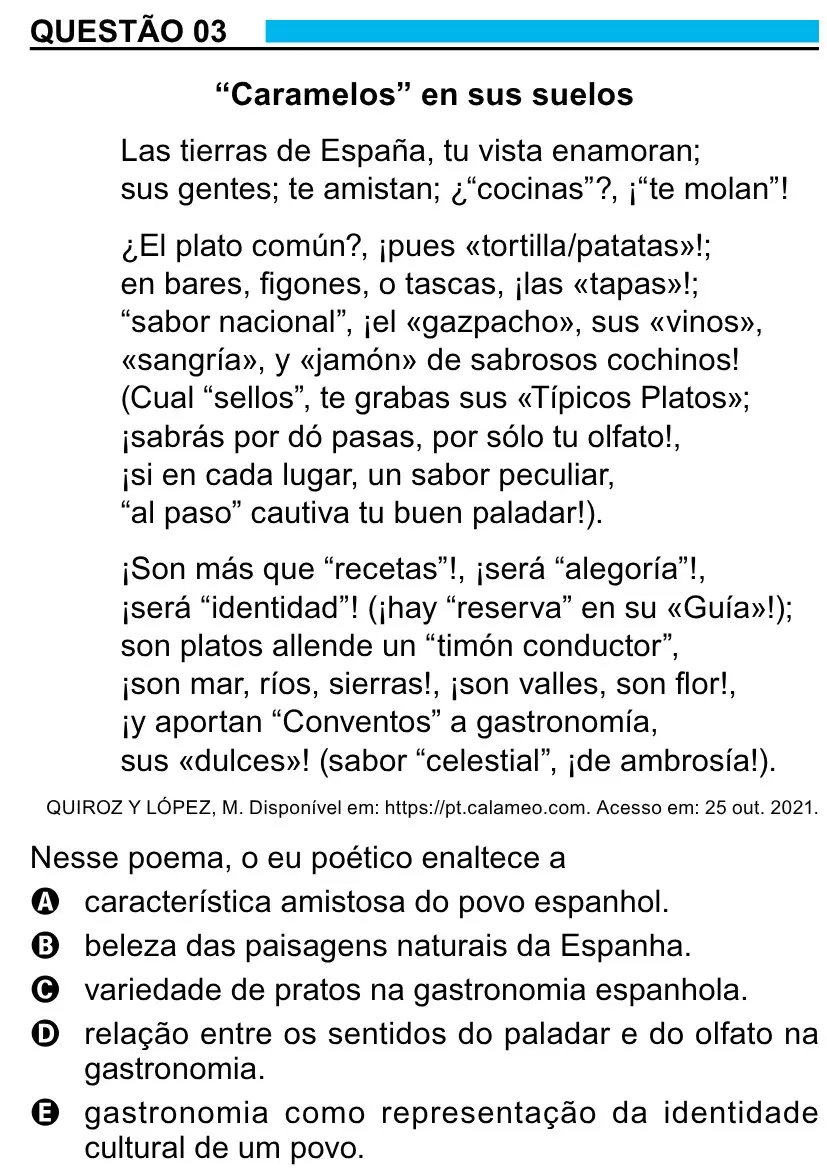 QUESTÃO 03
“Caramelos” en sus suelos
Las tierras de España, tu vista enamoran;
sus gentes; te amistan; ¿“cocinas”?, ¡“te molan”!
¿El plato común?, ¡pues «tortilla/patatas»!;
en bares, figones, o tascas, ¡las «tapas»!;
“sabor nacional”, ¡el «gazpacho», sus «vinos»,
«sangría», y «jamón» de sabrosos cochinos!
(Cual “sellos”, te grabas sus «Típicos Platos»;
¡sabrás por dó pasas, por sólo tu olfato!,
¡si en cada lugar, un sabor peculiar,
“al paso” cautiva tu buen paladar!).
¡Son más que “recetas”!, ¡será “alegoría”!,
¡será “identidad”! (¡hay “reserva” en su «Guía»!);
son platos allende un “timón conductor”,
¡son mar, ríos, sierras!, ¡son valles, son flor!,
¡y aportan “Conventos” a gastronomía,
sus «dulces»! (sabor “celestial”, ¡de ambrosía!).
QUIROZ Y LÓPEZ, M. Disponível em: https://pt.calameo.com. Acesso em: 25 out. 2021.
Nesse poema, o eu poético enaltece a
A característica amistosa do povo espanhol.
B beleza das paisagens naturais da Espanha.
C variedade de pratos na gastronomia espanhola.
D relação entre os sentidos do paladar e do olfato na
gastronomia.
E gastronomia como representação da identidade
cultural de um povo.